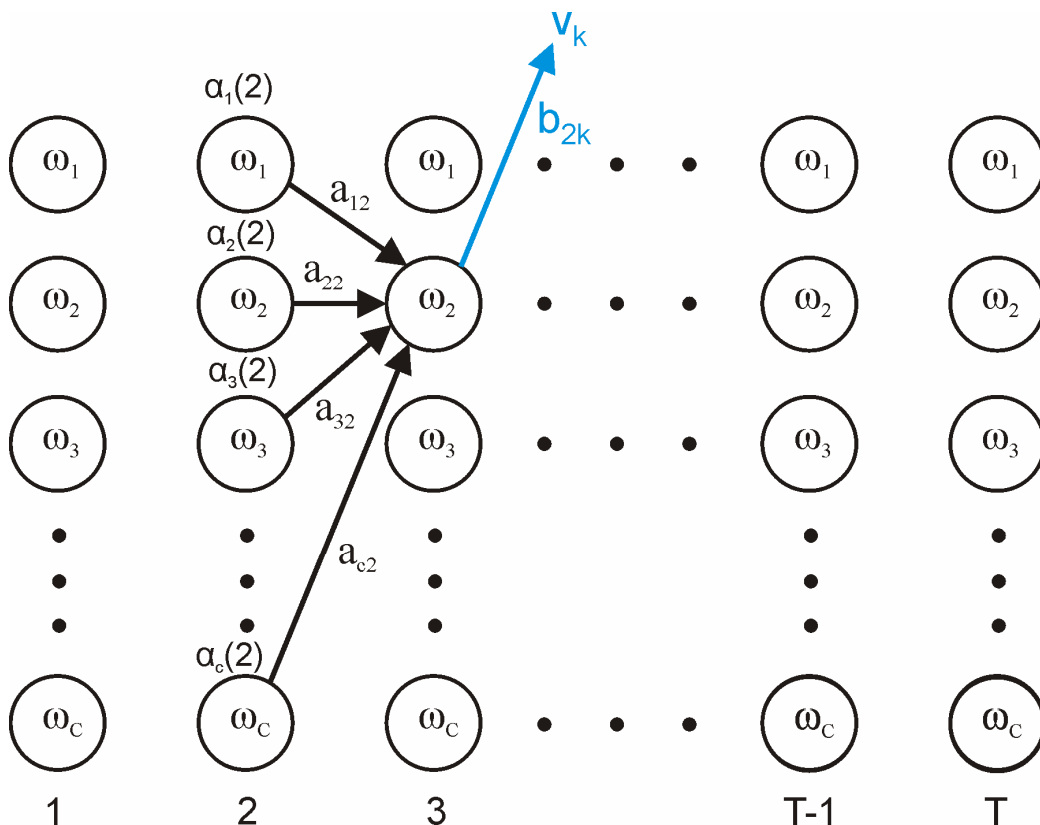 v_k
α_1(2)
b_2k
ω_1 ω_1 ω_1 ω_1 ω_1
a_12
α_2(2)
a_22
ω_2 ω_2 ω_2 ω_2 ω_2
α_3(2)
a_32
ω_3 ω_3 ω_3 ω_3 ω_3
a_c2
α_c(2)
ω_C ω_C ω_C ω_C ω_C
1 2 3 T-1 T